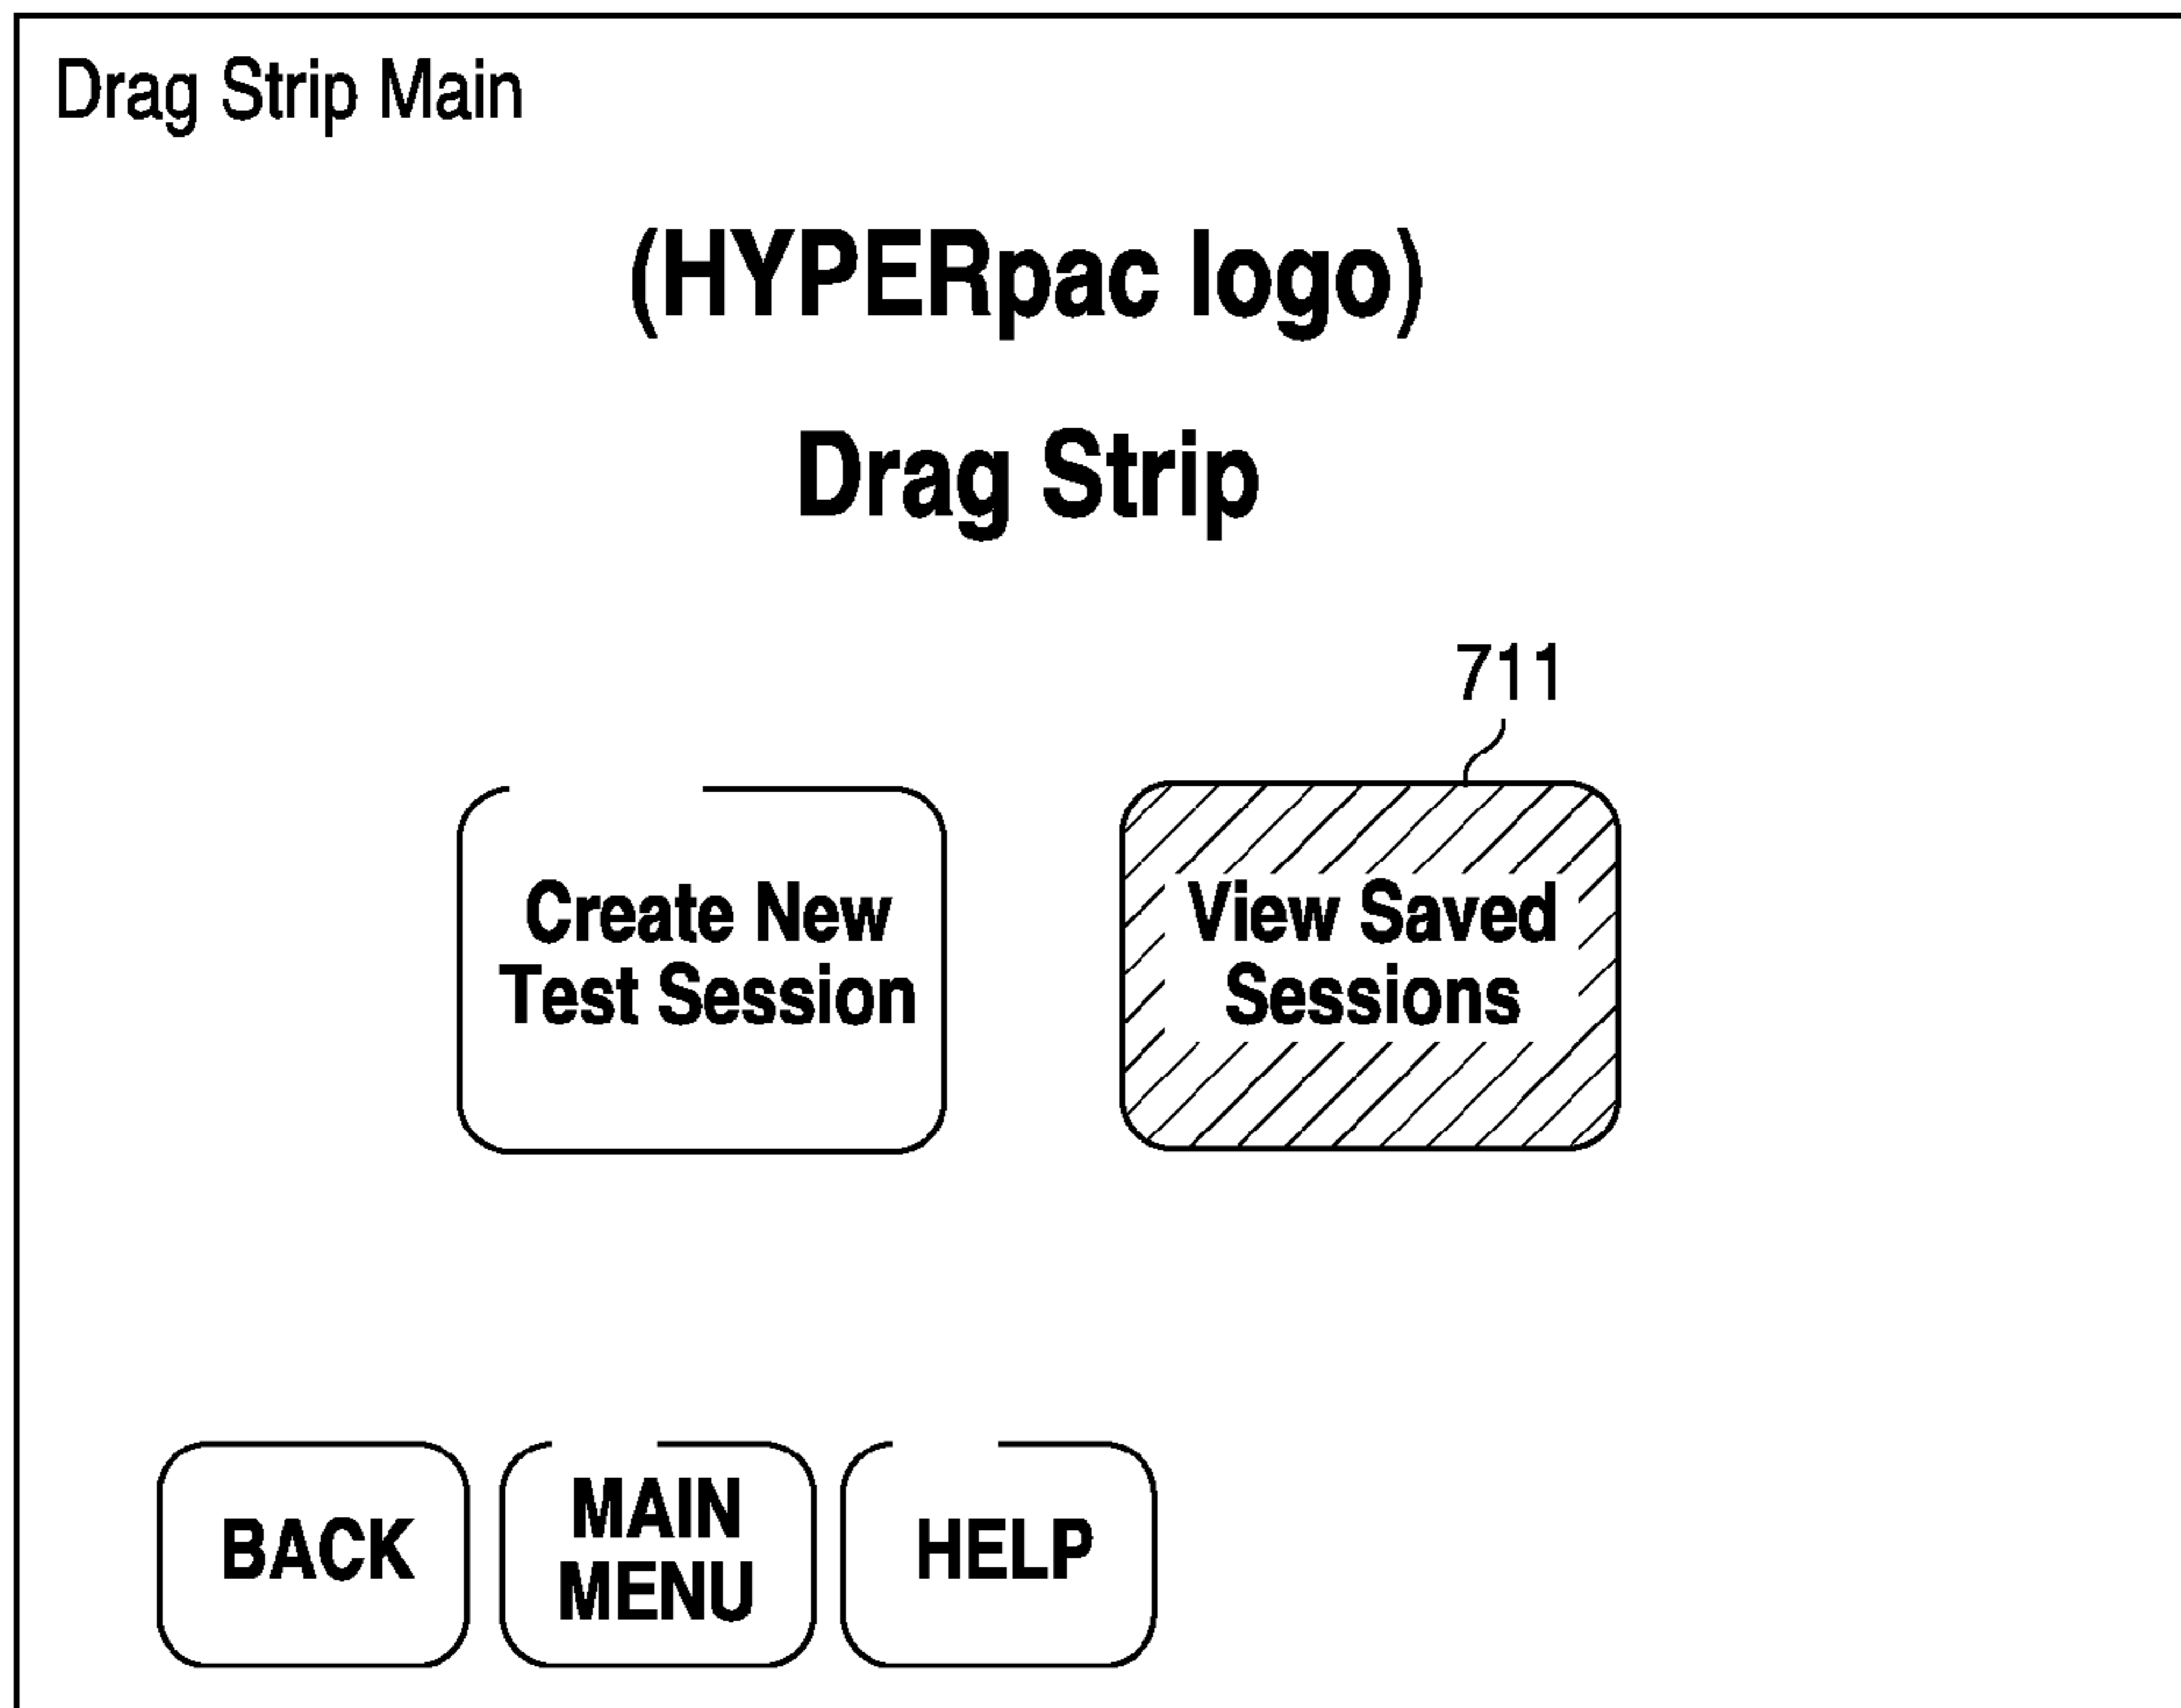 Drag Strip Main
(HYPERpac logo)
Drag Strip
711
Create New
Test Session
View Saved
Sessions
BACK
MAIN
MENU
HELP